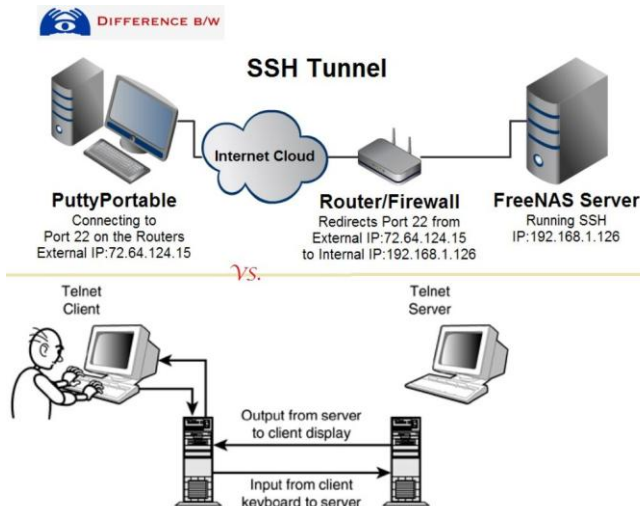 DIFFERENCE B/W
SSH Tunnel
Internet Cloud
PuttyPortable
Connecting to
Port 22 on the Routers
External IP:72.64.124.15
Router/Firewall
Redirects Port 22 from
External IP:72.64.124.15
to Internal IP:192.168.1.126
FreeNAS Server
Running SSH
IP:192.168.1.126
VS.
Telnet
Client
Telnet
Server
Output from server
to client display
Input from client
keyboard to server